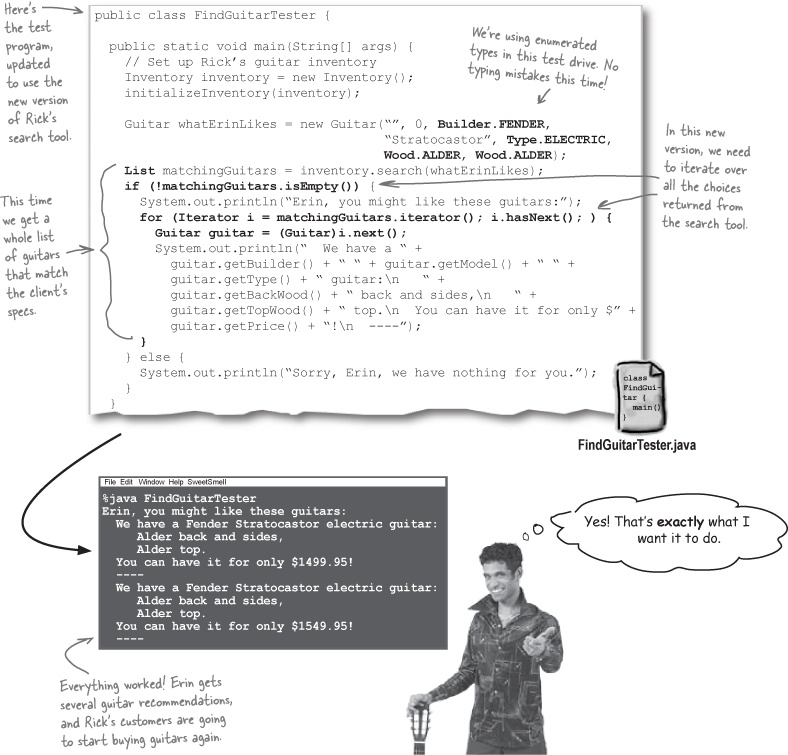 Here's
the test
program,
updated
to use the
new version
of Rick's
search tool.
public class FindGuitarTester {
public static void main(String[] args) {
// Set up Rick's guitar inventory
Inventory inventory = new Inventory();
initializeInventory(inventory);
We're using enumerated
types in this test drive. No
typing mistakes this time!
Guitar whatErinLikes = new Guitar("", 0, Builder.FENDER,
"Stratocastor", Type.ELECTRIC,
Wood.ALDER, Wood.ALDER);
List matchingGuitars = inventory.search(whatErinLikes);
if (!matchingGuitars.isEmpty()) {
System.out.println("Erin, you might like these guitars:");
for (Iterator i = matchingGuitars.iterator(); i.hasNext(); ) {
Guitar guitar = (Guitar)i.next();
System.out.println("  We have a " +
guitar.getBuilder() + " " + guitar.getModel() + " " +
guitar.getType() + " guitar:\n   " +
guitar.getBackWood() + " back and sides,\n   " +
guitar.getTopWood() + " top.\n  You can have it for only $" +
guitar.getPrice() + "!\n  ----");
}
} else {
System.out.println("Sorry, Erin, we have nothing for you.");
}
}
In this new
version, we need
to iterate over
all the choices
returned from
the search tool.
This time
we get a
whole list
of guitars
that match
the client's
specs.
class
FindGui-
tar {
main()
}
FindGuitarTester.java
File Edit Window Help SweetSmell
%java FindGuitarTester
Erin, you might like these guitars:
We have a Fender Stratocastor electric guitar:
Alder back and sides,
Alder top.
You can have it for only $1499.95!
----
We have a Fender Stratocastor electric guitar:
Alder back and sides,
Alder top.
You can have it for only $1549.95!
----
Yes! That's exactly what I
want it to do.
Everything worked! Erin gets
several guitar recommendations,
and Rick's customers are going
to start buying guitars again.